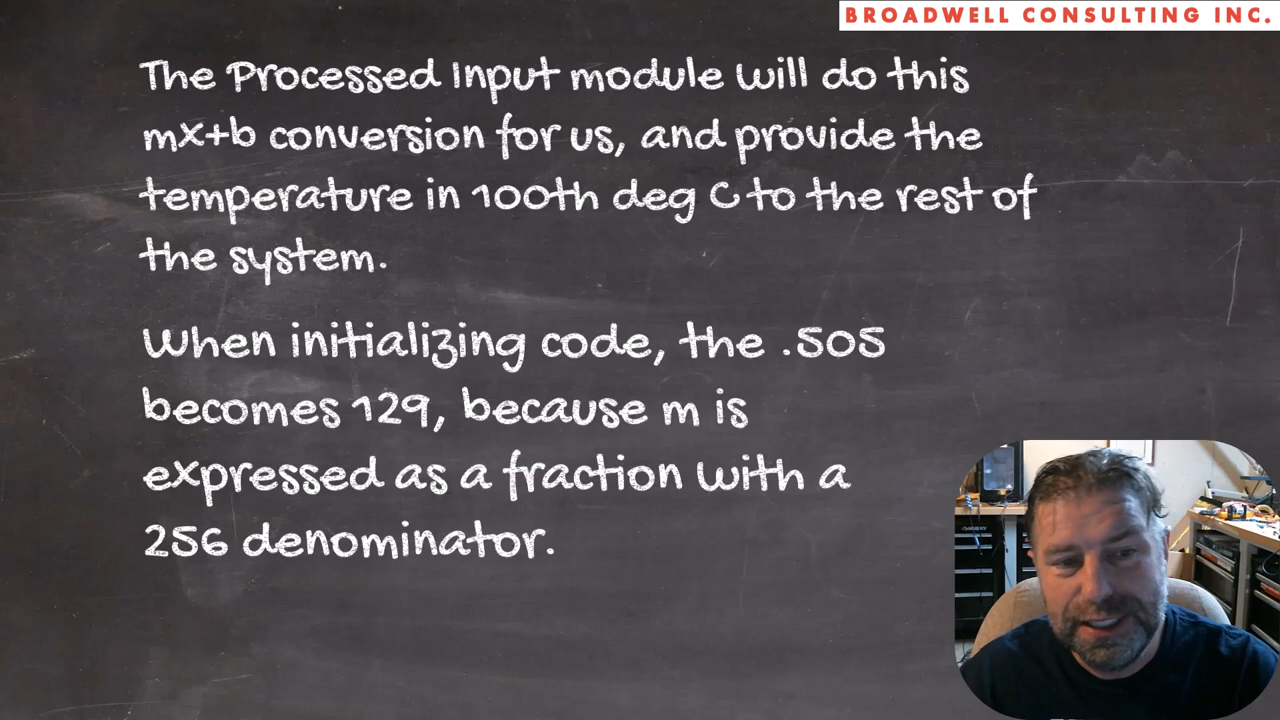 BROADWELL CONSULTING INC.
The Processed Input module will do this
mx+b conversion for us, and provide the
temperature in 100th deg C to the rest of
the system.
When initializing code, the .505
becomes 129, because m is
expressed as a fraction with a
256 denominator.